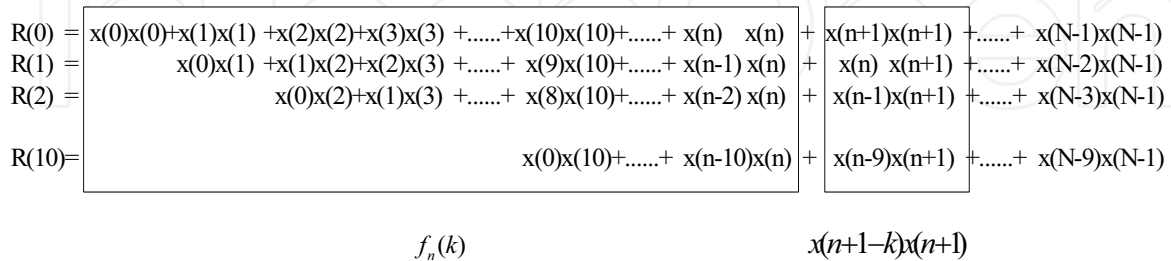 R(0) = x(0)x(0)+x(1)x(1) +x(2)x(2)+x(3)x(3) +......+x(10)x(10)+......+ x(n) x(n) + x(n+1)x(n+1) +......+ x(N-1)x(N-1)
R(1) = x(0)x(1) +x(1)x(2)+x(2)x(3) +......+ x(9)x(10)+......+ x(n-1) x(n) + x(n) x(n+1) +......+ x(N-2)x(N-1)
R(2) = x(0)x(2)+x(1)x(3) +......+ x(8)x(10)+......+ x(n-2) x(n) + x(n-1)x(n+1) +......+ x(N-3)x(N-1)
R(10)= x(0)x(10)+......+ x(n-10)x(n) + x(n-9)x(n+1) +......+ x(N-9)x(N-1)
fₙ(k) x(n+1−k)x(n+1)